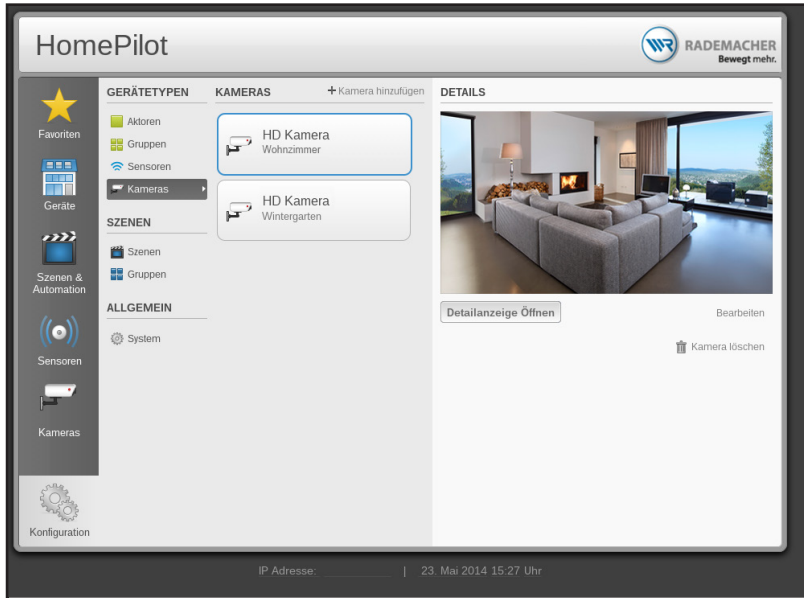 HomePilot
RADEMACHER
Bewegt mehr.
Favoriten
Geräte
Szenen &
Automation
Sensoren
Kameras
Konfiguration
GERÄTETYPEN
Aktoren
Gruppen
Sensoren
Kameras
SZENEN
Szenen
Gruppen
ALLGEMEIN
System
KAMERAS
+ Kamera hinzufügen
HD Kamera
Wohnzimmer
HD Kamera
Wintergarten
DETAILS
Detailanzeige Öffnen
Bearbeiten
Kamera löschen
IP Adresse: | 23. Mai 2014 15:27 Uhr